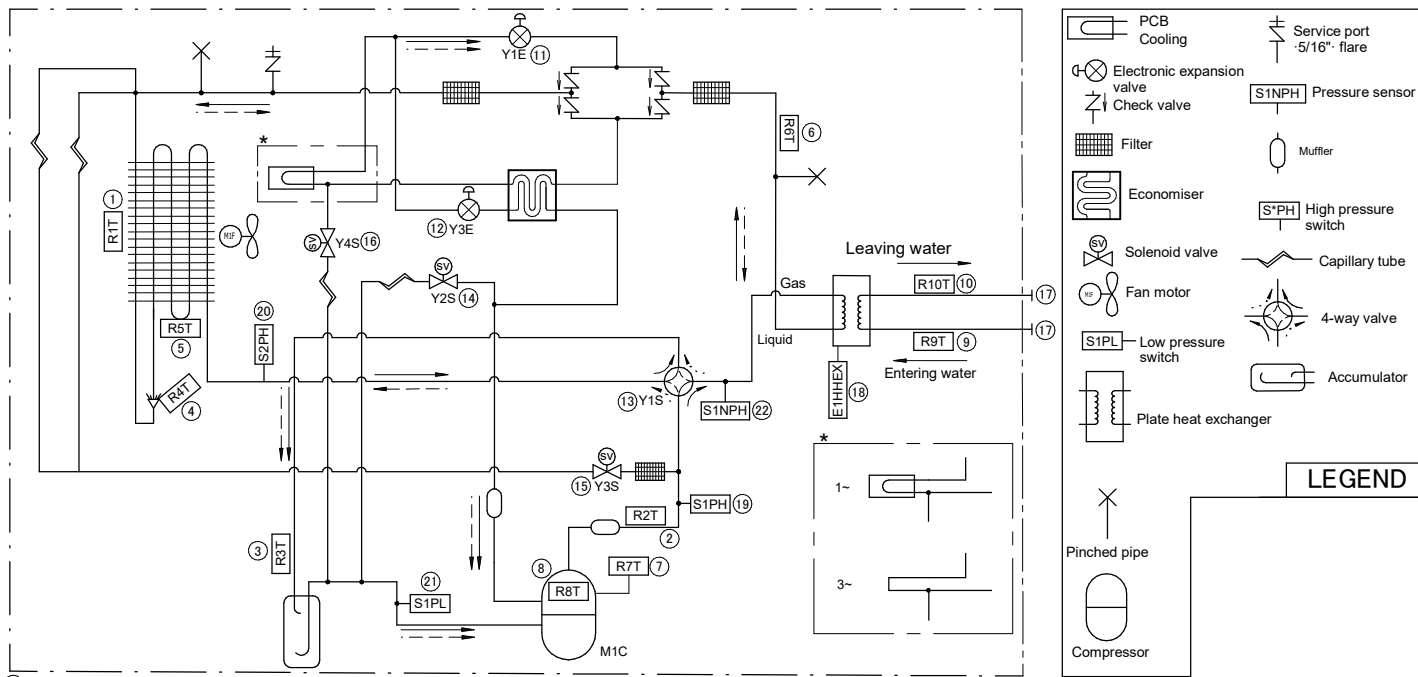 Y1E
11
*
1
R1T
M1F
R5T
5
R4T
4
20
S2PH
SV
Y4S
16
12
Y3E
SV
Y2S
14
R6T
6
Leaving water
Gas
R10T
10
17
Liquid
R9T
9
17
Entering water
E1HHEX
18
13
Y1S
S1NPH
22
SV
15
Y3S
S1PH
19
R2T
2
3
R3T
21
S1PL
8
R8T
R7T
7
M1C
*
1~
3~
PCB
Cooling
Electronic expansion
valve
Check valve
Filter
Economiser
SV
Solenoid valve
M1F
Fan motor
S1PL
Low pressure
switch
Plate heat exchanger
Pinched pipe
Compressor
Service port
·5/16"· flare
S1NPH
Pressure sensor
Muffler
S*PH
High pressure
switch
Capillary tube
4-way valve
Accumulator
LEGEND